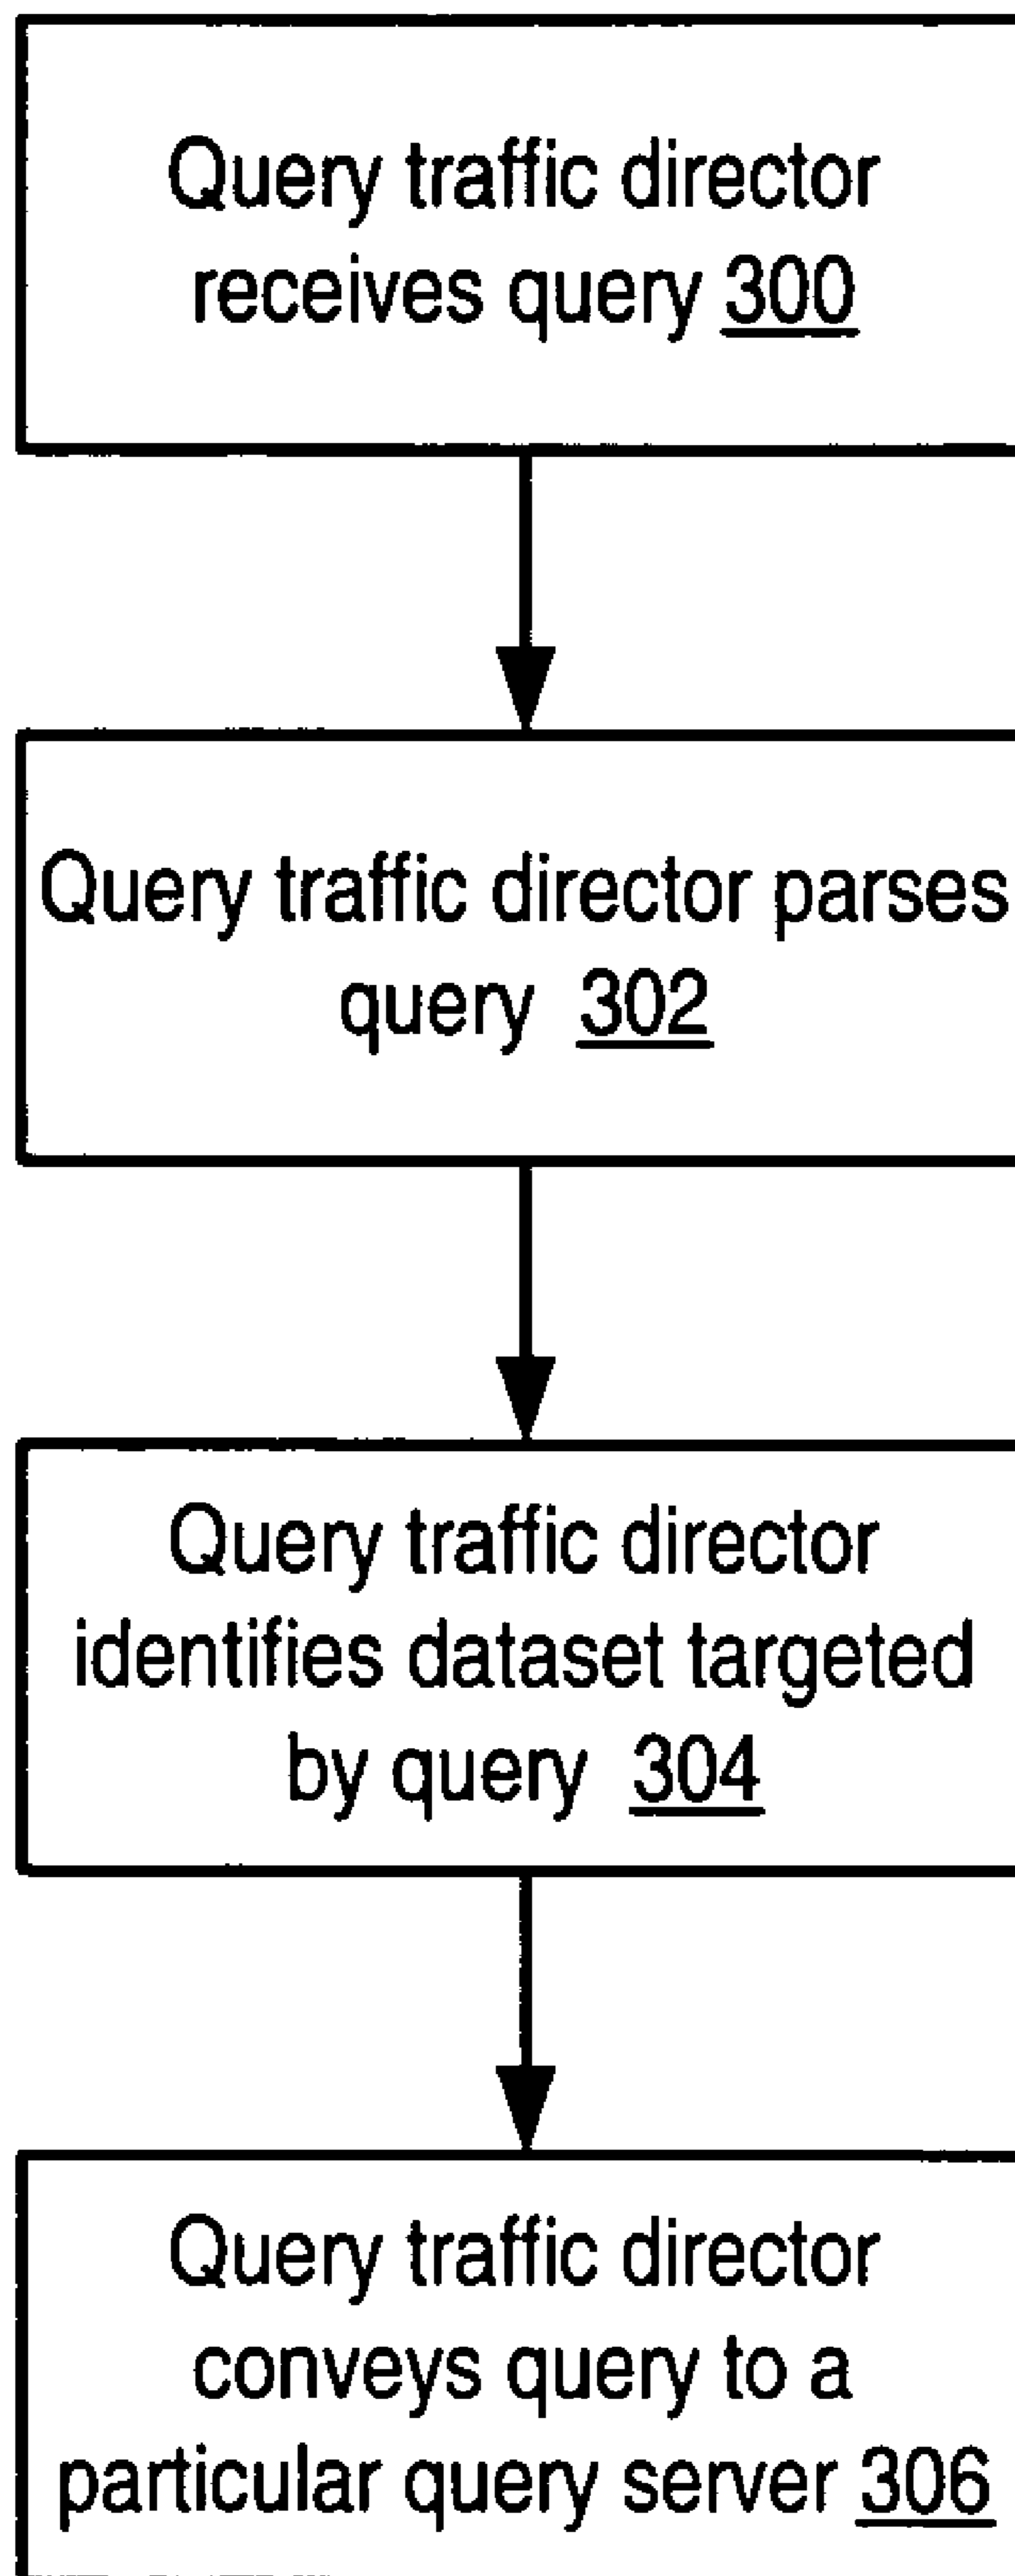 Query traffic director
receives query 300
Query traffic director parses
query 302
Query traffic director
identifies dataset targeted
by query 304
Query traffic director
conveys query to a
particular query server 306